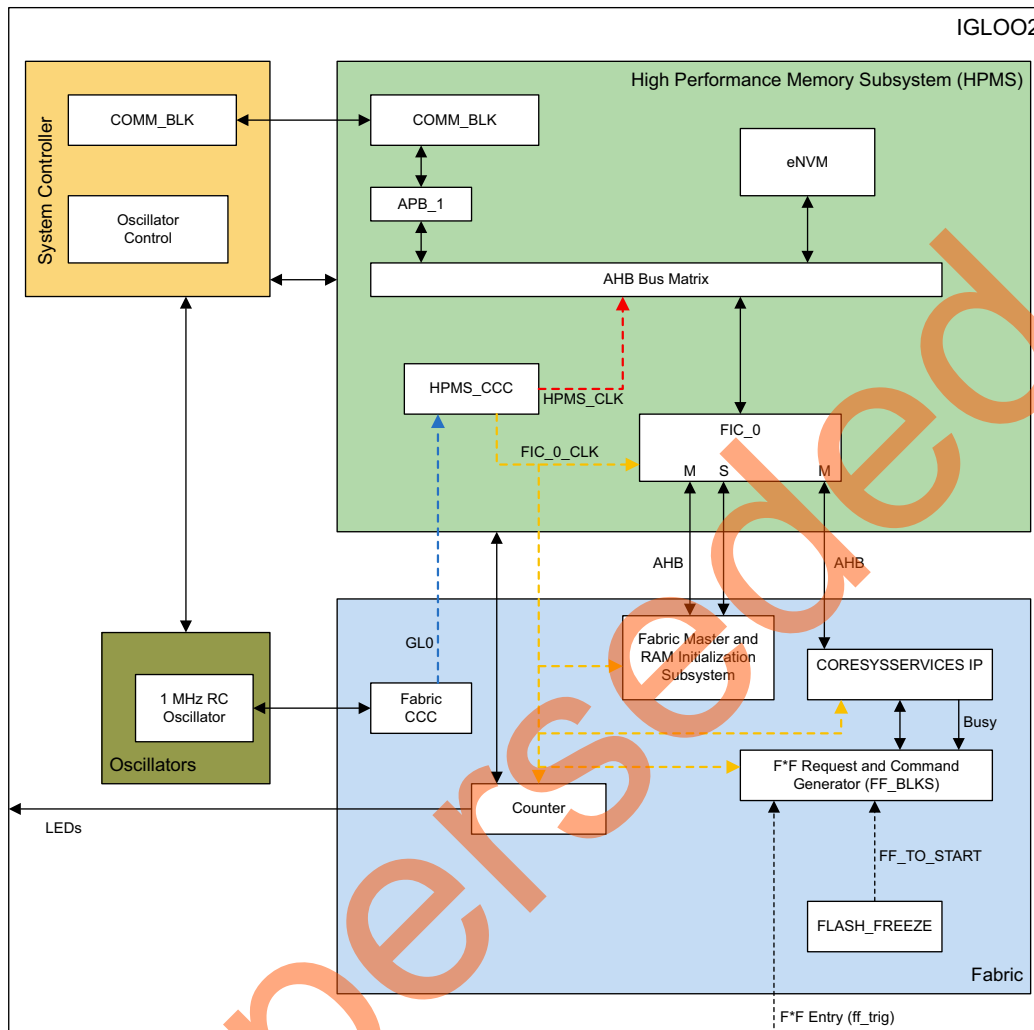 IGLOO2
System Controller
COMM_BLK
Oscillator
Control
High Performance Memory Subsystem (HPMS)
COMM_BLK
eNVM
APB_1
AHB Bus Matrix
HPMS_CCC
HPMS_CLK
FIC_0_CLK
FIC_0
M S M
AHB
AHB
GL0
Oscillators
1 MHz RC
Oscillator
Fabric
CCC
Fabric Master and
RAM Initialization
Subsystem
CORESYSSERVICES IP
Busy
F*F Request and Command
Generator (FF_BLKS)
Counter
LEDs
FF_TO_START
FLASH_FREEZE
Fabric
F*F Entry (ff_trig)
perseded